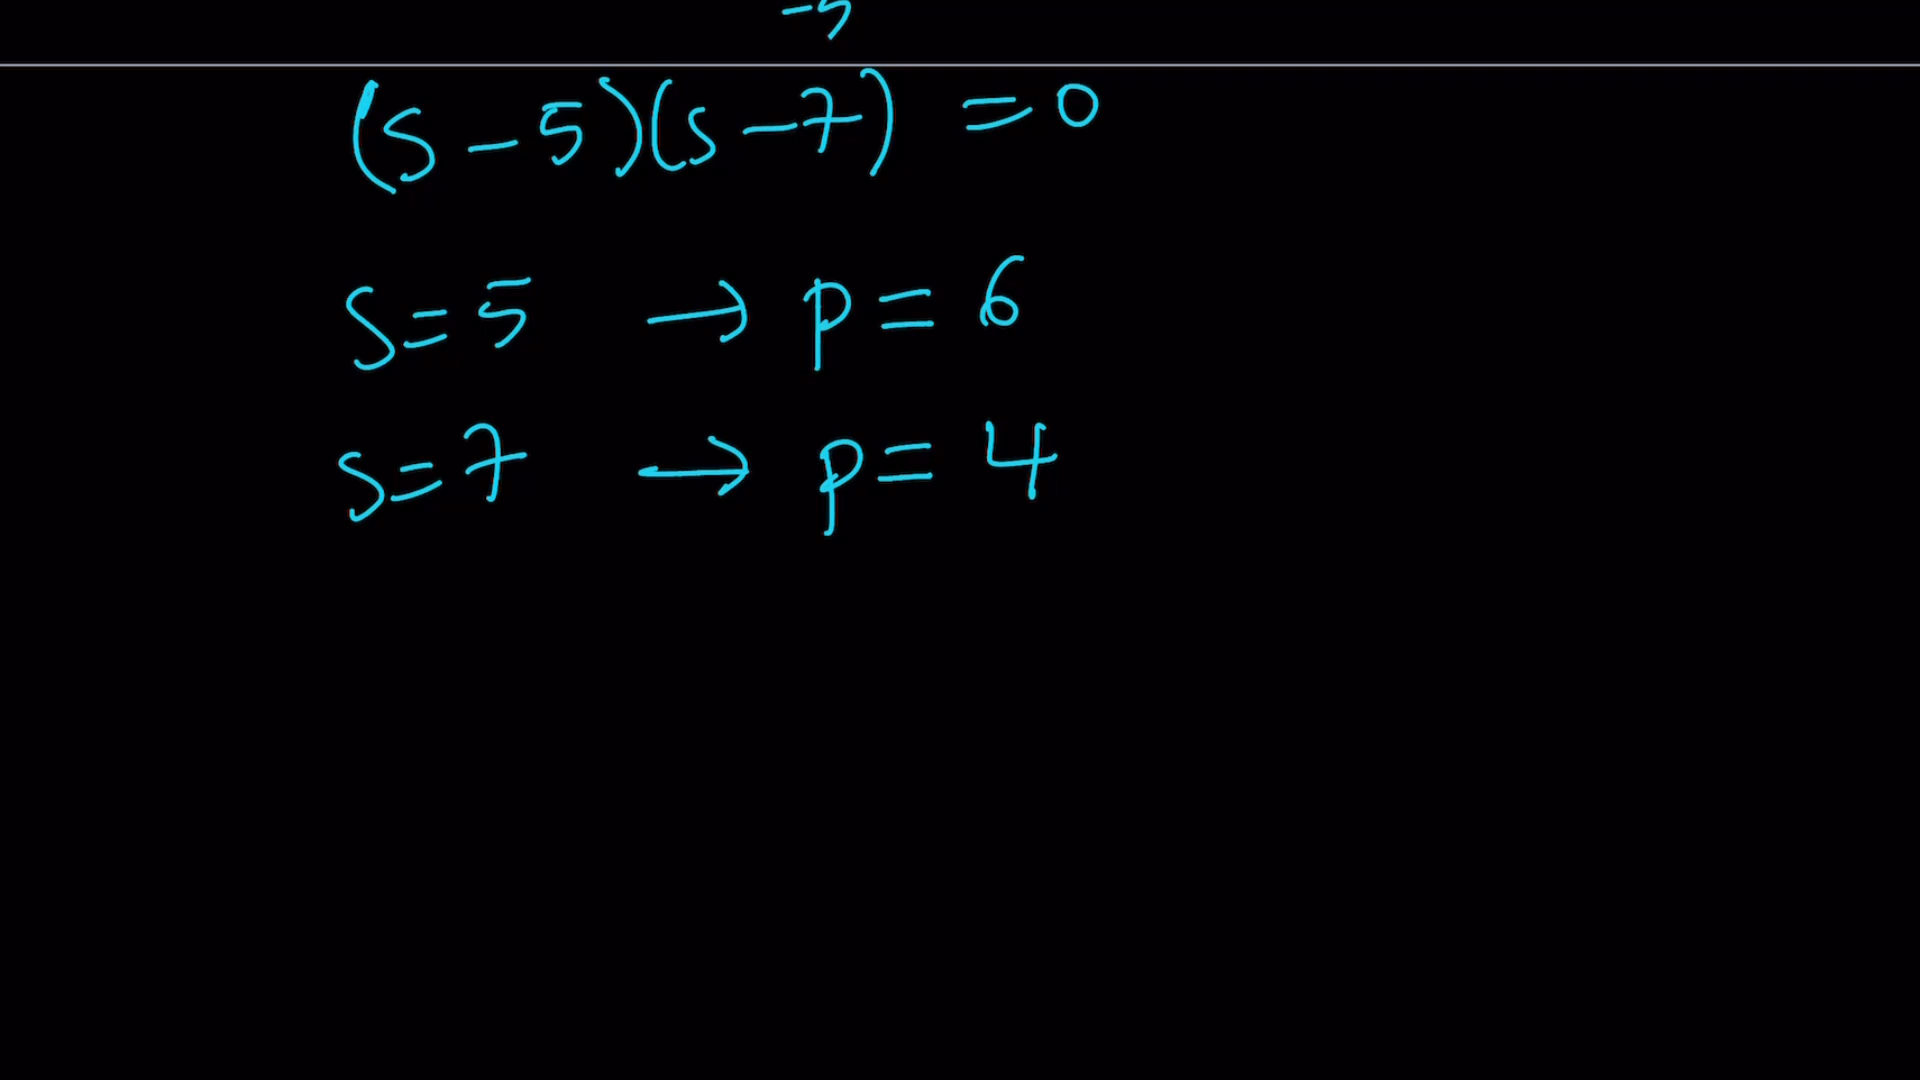 (s - 5)(s - 7) = 0
s = 5 → p = 6
s = 7 → p = 4